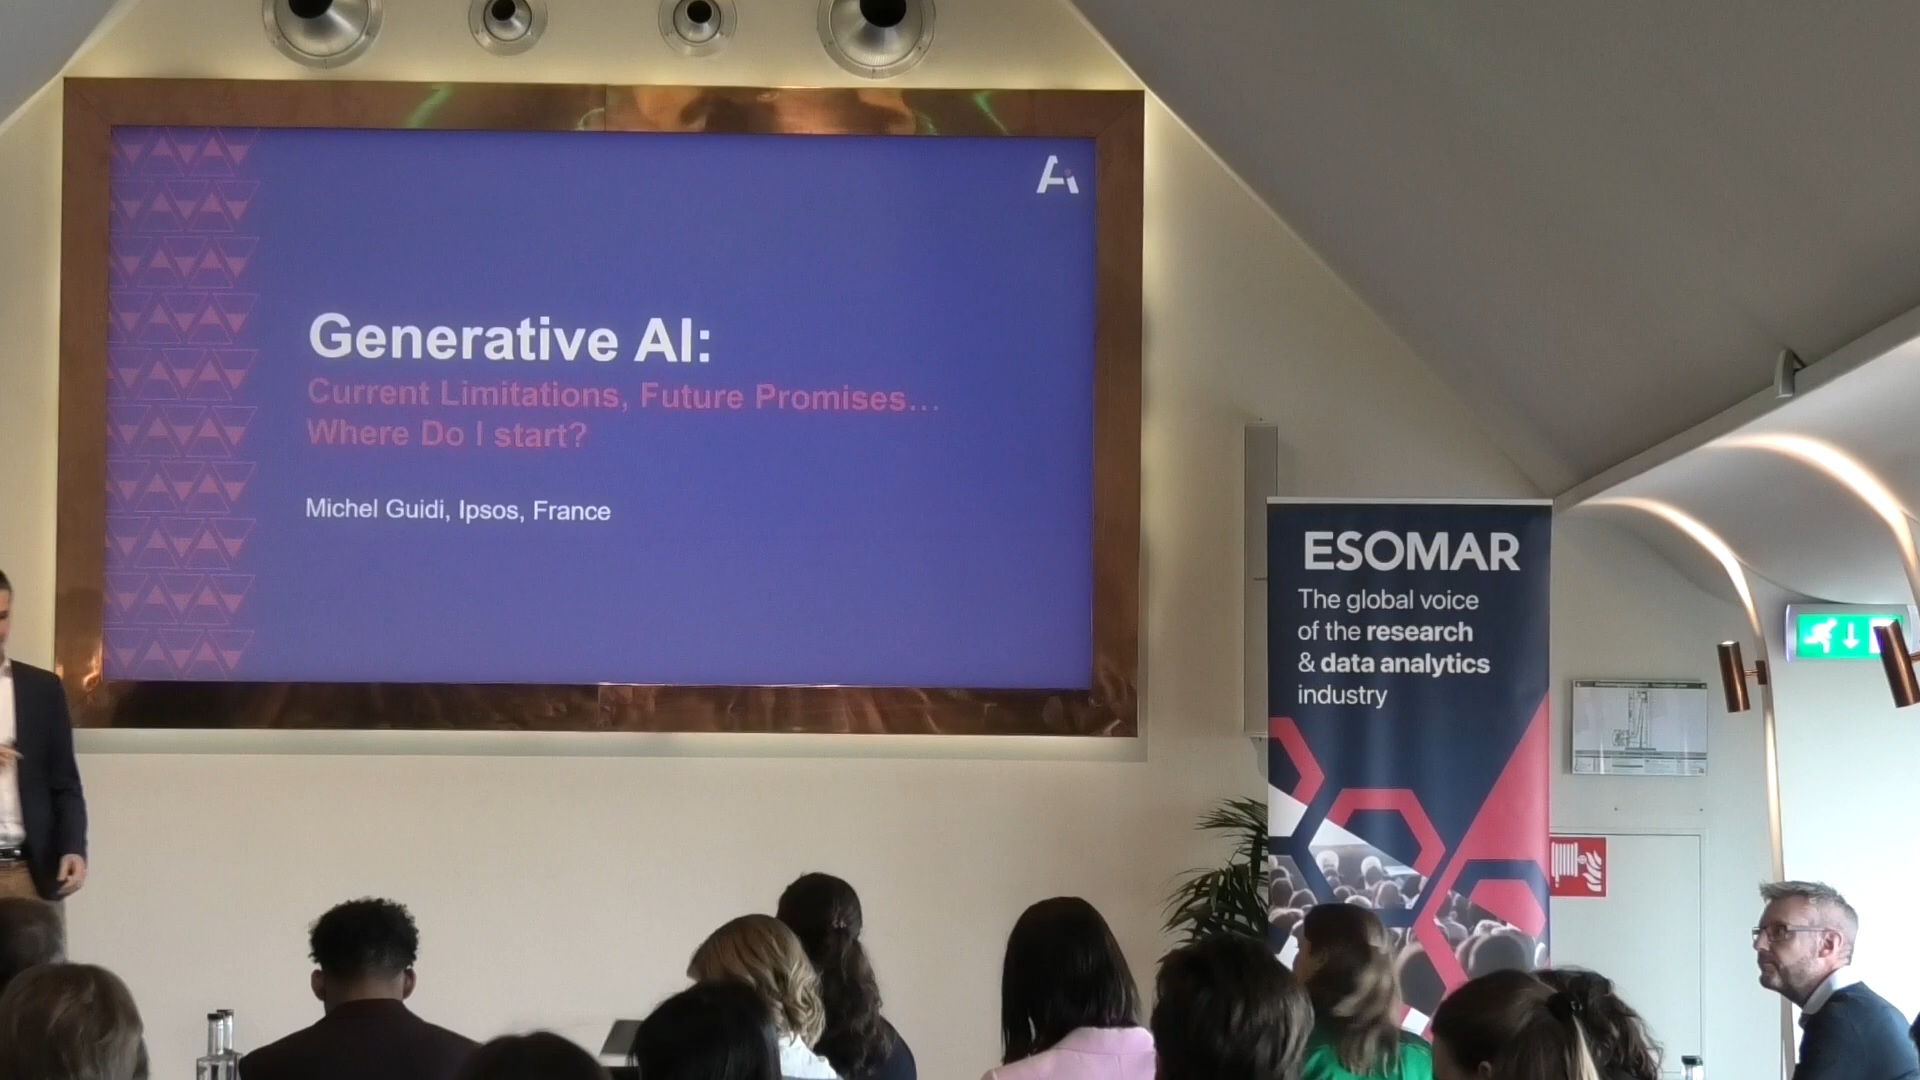 Ai
Generative AI:
Current Limitations, Future Promises...
Where Do I start?
Michel Guidi, Ipsos, France
ESOMAR
The global voice
of the research
& data analytics
industry